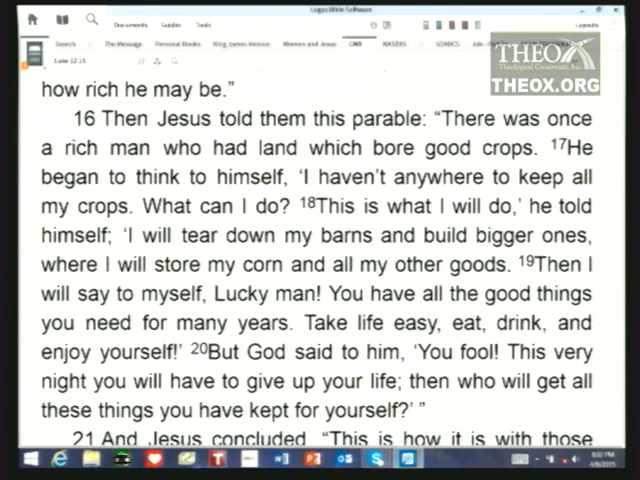 Logos Bible Software
Documents Guides Tools
Layouts
Search The Message Personal Books King James Version Women and Jesus GNB NASB95
Luke 12:15
THEOX
THEOX.ORG
how rich he may be.”
16 Then Jesus told them this parable: “There was once
a rich man who had land which bore good crops. 17He
began to think to himself, ‘I haven’t anywhere to keep all
my crops. What can I do? 18This is what I will do,’ he told
himself; ‘I will tear down my barns and build bigger ones,
where I will store my corn and all my other goods. 19Then I
will say to myself, Lucky man! You have all the good things
you need for many years. Take life easy, eat, drink, and
enjoy yourself!’ 20But God said to him, ‘You fool! This very
night you will have to give up your life; then who will get all
these things you have kept for yourself?’ ”
21 And Jesus concluded, “This is how it is with those
8:02 PM